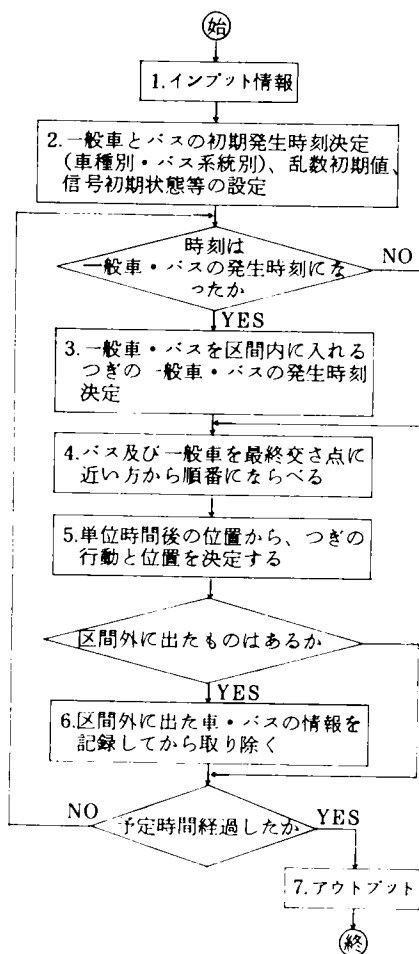 始
1.インプット情報
2.一般車とバスの初期発生時刻決定
(車種別・バス系統別)、乱数初期値、
信号初期状態等の設定
時刻は
一般車・バスの発生時刻にな
ったか
NO
YES
3.一般車・バスを区間内に入れる
つぎの一般車・バスの発生時刻
決定
4.バス及び一般車を最終交さ点に
近い方から順番にならべる
5.単位時間後の位置から、つぎの
行動と位置を決定する
区間外に出たものはあるか
YES
6.区間外に出た車・バスの情報を
記録してから取り除く
NO
予定時間経過したか
YES
7.アウトプット
終